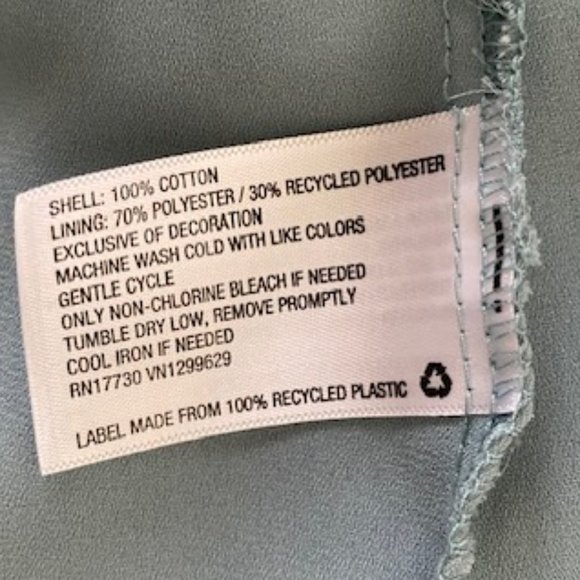 SHELL: 100% COTTON
LINING: 70% POLYESTER / 30% RECYCLED POLYESTER
EXCLUSIVE OF DECORATION
MACHINE WASH COLD WITH LIKE COLORS
GENTLE CYCLE
ONLY NON-CHLORINE BLEACH IF NEEDED
TUMBLE DRY LOW, REMOVE PROMPTLY
COOL IRON IF NEEDED
RN17730 VN1299629
LABEL MADE FROM 100% RECYCLED PLASTIC